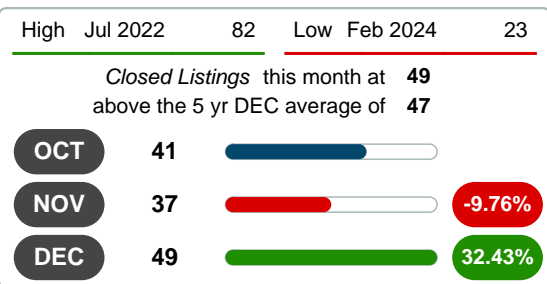 High Jul 2022 82 Low Feb 2024 23
Closed Listings this month at 49
above the 5 yr DEC average of 47
OCT 41
NOV 37 -9.76%
DEC 49 32.43%